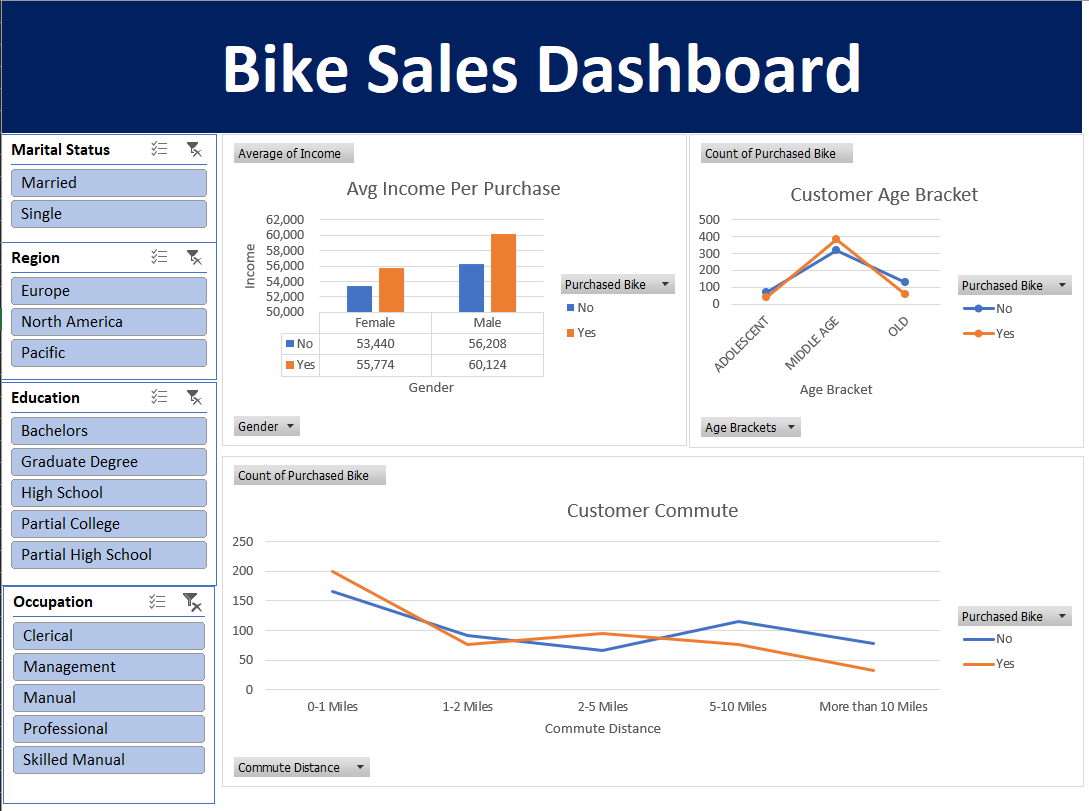 Bike Sales Dashboard
Marital Status
Married
Single
Region
Europe
North America
Pacific
Education
Bachelors
Graduate Degree
High School
Partial College
Partial High School
Occupation
Clerical
Management
Manual
Professional
Skilled Manual
Average of Income
Avg Income Per Purchase
Income
62,000
60,000
58,000
56,000
54,000
52,000
50,000
Female Male
No 53,440 56,208
Yes 55,774 60,124
Gender
Purchased Bike
No
Yes
Gender
Count of Purchased Bike
Customer Age Bracket
500
400
300
200
100
0
ADOLESCENT
MIDDLE AGE
OLD
Age Bracket
Purchased Bike
No
Yes
Age Brackets
Count of Purchased Bike
Customer Commute
250
200
150
100
50
0
0-1 Miles 1-2 Miles 2-5 Miles 5-10 Miles More than 10 Miles
Commute Distance
Purchased Bike
No
Yes
Commute Distance